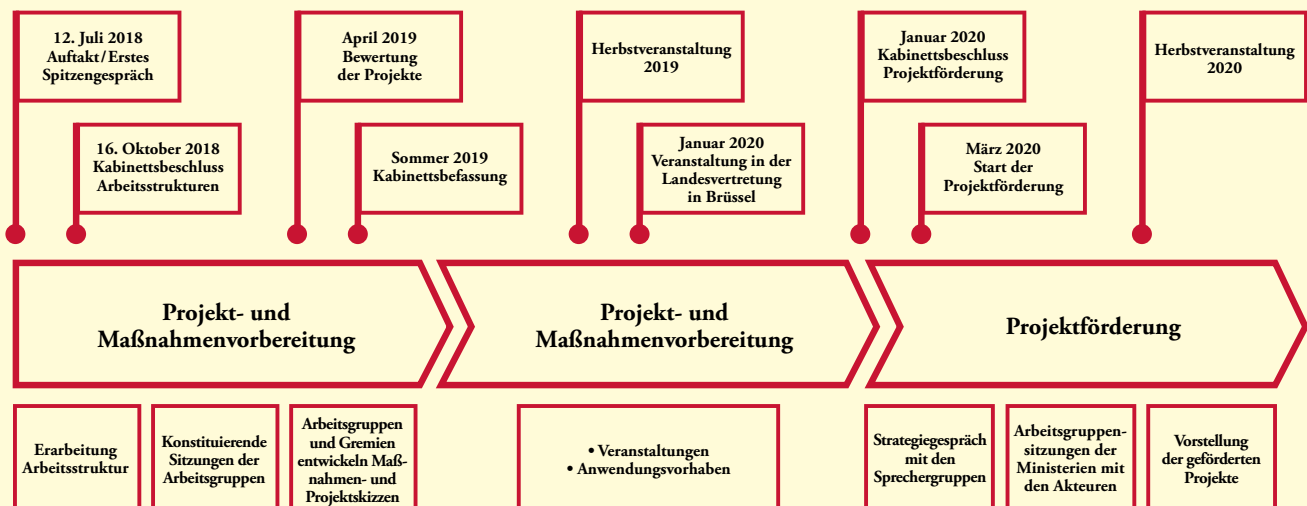 12. Juli 2018
Auftakt/Erstes
Spitzengespräch
16. Oktober 2018
Kabinettsbeschluss
Arbeitsstrukturen
April 2019
Bewertung
der Projekte
Sommer 2019
Kabinettsbefassung
Herbstveranstaltung
2019
Januar 2020
Veranstaltung in der
Landesvertretung
in Brüssel
Januar 2020
Kabinettsbeschluss
Projektförderung
März 2020
Start der
Projektförderung
Herbstveranstaltung
2020
Projekt- und
Maßnahmenvorbereitung
Projekt- und
Maßnahmenvorbereitung
Projektförderung
Erarbeitung
Arbeitsstruktur
Konstituierende
Sitzungen der
Arbeitsgruppen
Arbeitsgruppen
und Gremien
entwickeln Maß-
nahmen- und
Projektskizzen
• Veranstaltungen
• Anwendungsvorhaben
Strategiegespräch
mit den
Sprechergruppen
Arbeitsgruppen-
sitzungen der
Ministerien mit
den Akteuren
Vorstellung
der geförderten
Projekte